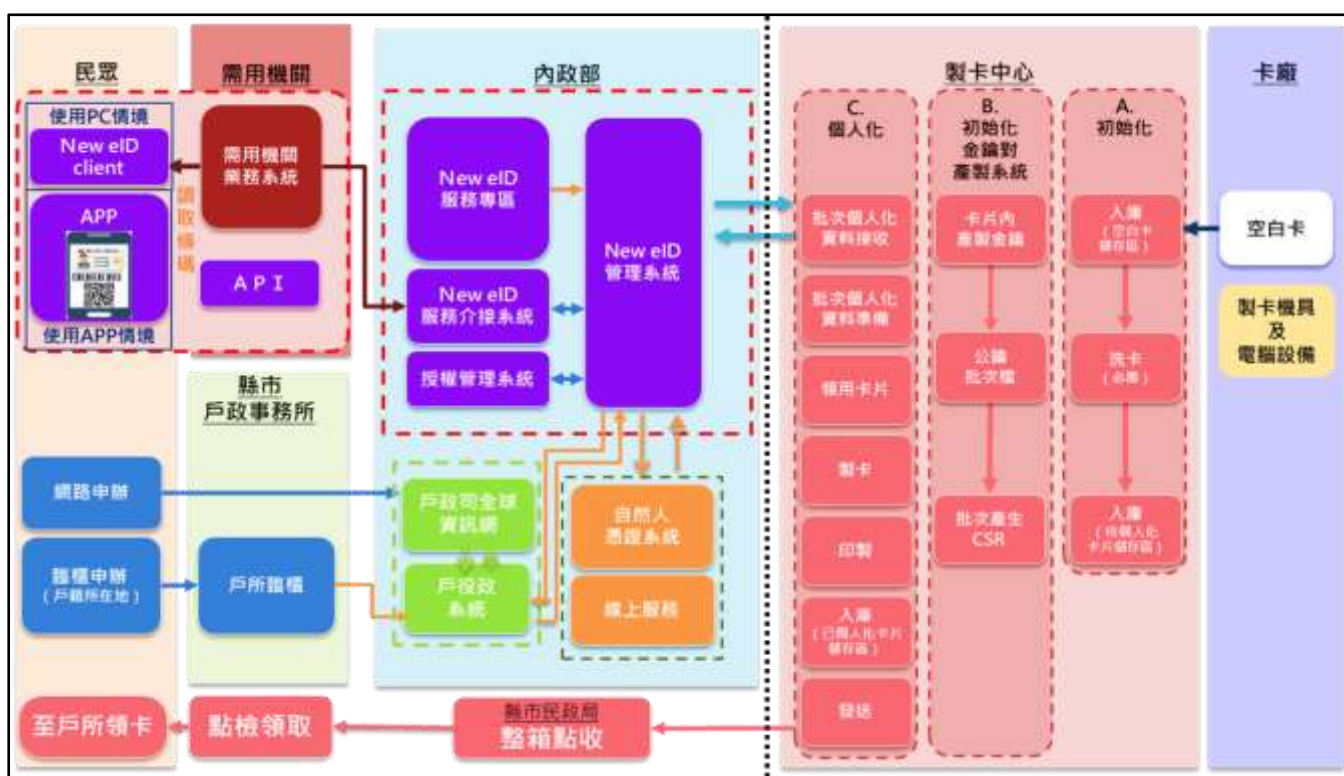 民眾
使用PC情境
New eID
client
APP
使用APP情境
讀取條碼
需用機關
需用機關
業務系統
API
縣市
戶政事務所
網路申辦
臨櫃申辦
(戶籍所在地)
戶所臨櫃
內政部
New eID
服務專區
New eID
服務介接系統
授權管理系統
New eID
管理系統
戶政司全球
資訊網
戶役政
系統
自然人
憑證系統
線上服務
製卡中心
C.
個人化
批次個人化
資料接收
批次個人化
資料準備
領用卡片
製卡
印製
入庫
(已個人化卡片
儲存區)
發送
B.
初始化
金鑰對
產製系統
卡片內
產製金鑰
公鑰
批次檔
批次產生
CSR
A.
初始化
入庫
(空白卡
儲存區)
洗卡
入庫
(待個人化
卡片儲存區)
卡廠
空白卡
製卡機具
及
電腦設備
至戶所領卡
點檢領取
縣市民政局
整箱點收